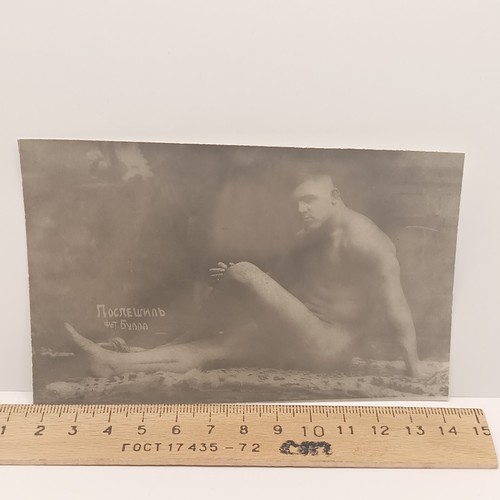 Поспешиль
Фот. Булла
1 2 3 4 5 6 7 8 9 10 11 12 13 14 15
ГОСТ 17435-72 cm